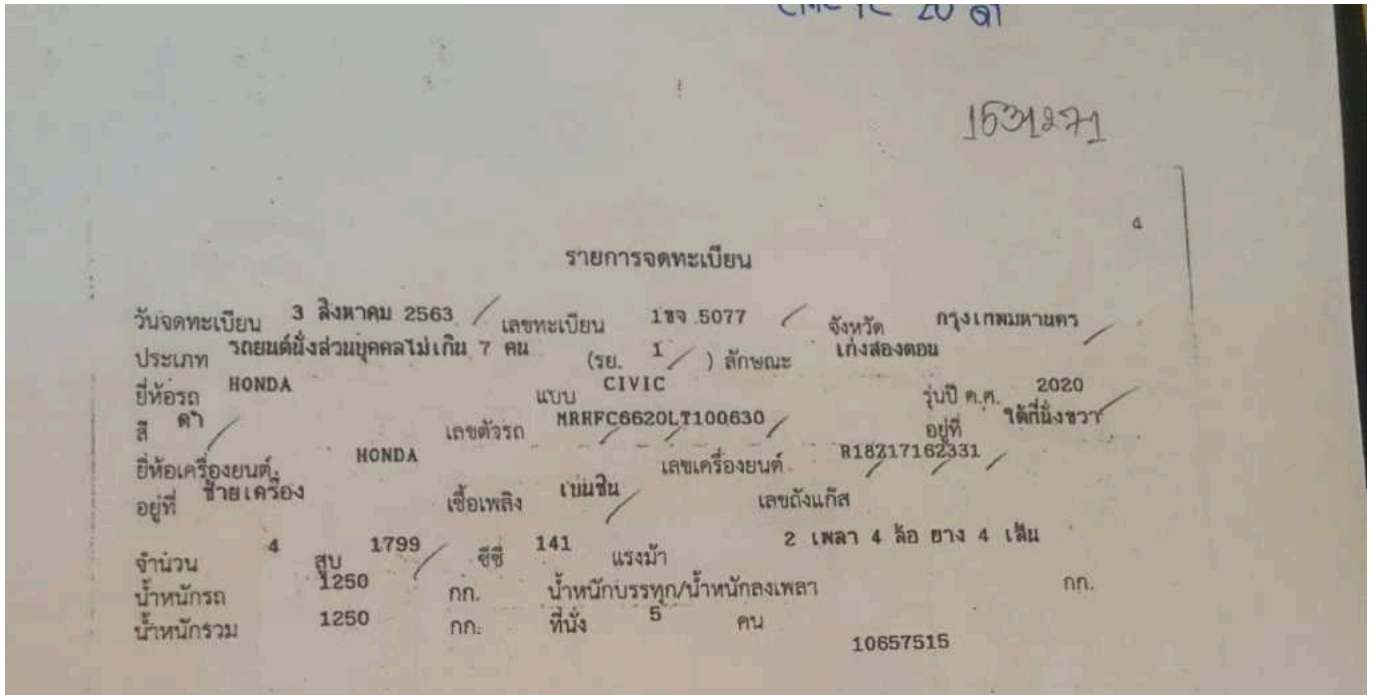 20
1631271
4
รายการจดทะเบียน
วันจดทะเบียน 3 สิงหาคม 2563 เลขทะเบียน 1ขจ 5077 จังหวัด กรุงเทพมหานคร
ประเภท รถยนต์นั่งส่วนบุคคลไม่เกิน 7 คน (รย. 1 ) ลักษณะ เก๋งสองตอน
ยี่ห้อรถ HONDA แบบ CIVIC รุ่นปี ค.ศ. 2020
สี ดำ เลขตัวรถ MRHFC6620LT100630 อยู่ที่ ใต้ที่นั่งขวา
ยี่ห้อเครื่องยนต์ HONDA เลขเครื่องยนต์ R18Z17162331
อยู่ที่ ซ้ายเครื่อง เชื้อเพลิง เบนซิน เลขถังแก๊ส
จำนวน 4 สูบ 1799 ซีซี 141 แรงม้า 2 เพลา 4 ล้อ ยาง 4 เส้น
น้ำหนักรถ 1250 กก. น้ำหนักบรรทุก/น้ำหนักลงเพลา กก.
น้ำหนักรวม 1250 กก. ที่นั่ง 5 คน
10657515